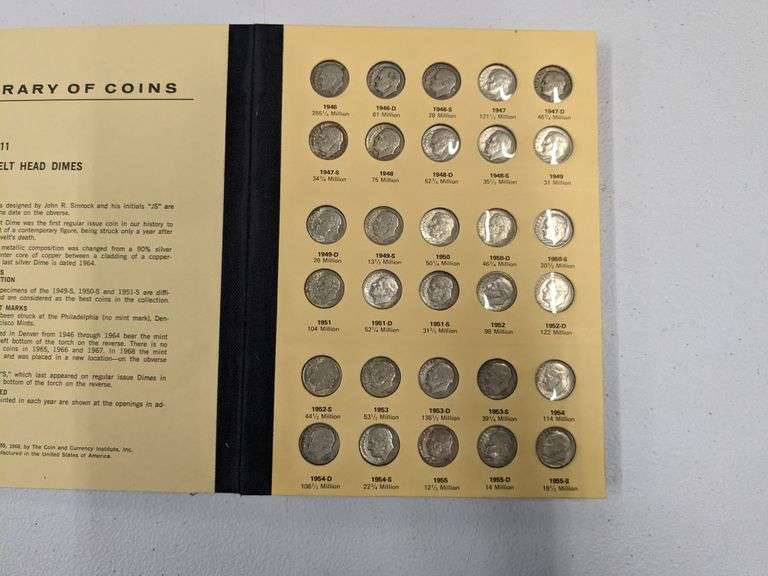 RARY OF COINS
11
ELT HEAD DIMES
s designed by John R. Sinnock and his initials "JS" are
he date on the obverse.
t Dime was the first regular issue coin in our history to
t of a contemporary figure, being struck only a year after
velt's death.
metallic composition was changed from a 90% silver
nter core of copper between a cladding of a copper-
last silver Dime is dated 1964.
S
TION
pecimens of the 1949-S, 1950-S and 1951-S are diffi-
d are considered as the best coins in the collection.
T MARKS
been struck at the Philadelphia (no mint mark), Den-
cisco Mints.
ed in Denver from 1946 through 1964 bear the mint
left bottom of the torch on the reverse. There is no
coins in 1965, 1966 and 1967. In 1968 the mint
and was placed in a new location—on the obverse
"S," which last appeared on regular issue Dimes in
bottom of the torch on the reverse.
ED
ointed in each year are shown at the openings in ad-
1968, by The Coin and Currency Institute, Inc.
factured in the United States of America.
1946 1946-D 1946-S 1947 1947-D
255¼ Million 61 Million 28 Million 121½ Million 46¾ Million
1947-S 1948 1948-D 1948-S 1949
34¾ Million 75 Million 52¾ Million 35½ Million 31 Million
1949-D 1949-S 1950 1950-D 1950-S
26 Million 13½ Million 50¼ Million 46¾ Million 20½ Million
1951 1951-D 1951-S 1952 1952-D
104 Million 52¼ Million 31½ Million 99 Million 122 Million
1952-S 1953 1953-D 1953-S 1954
44½ Million 53½ Million 136½ Million 39¼ Million 114 Million
1954-D 1954-S 1955 1955-D 1955-S
106½ Million 22¾ Million 12½ Million 14 Million 18½ Million